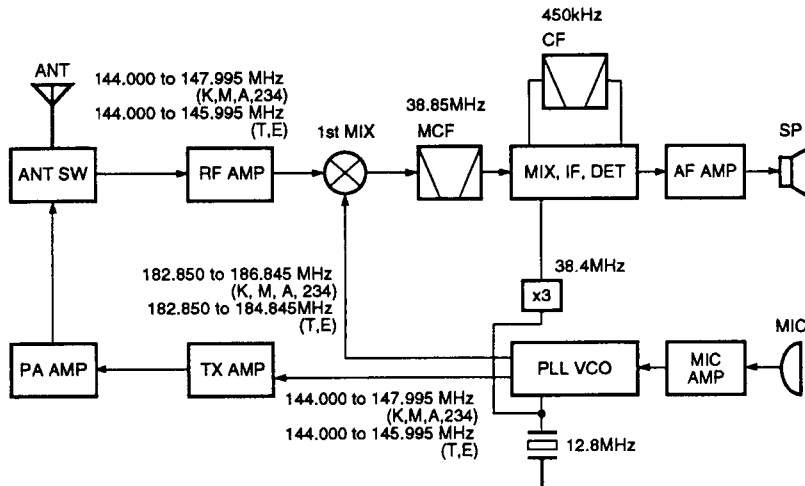 450kHz
CF
ANT
144.000 to 147.995 MHz
(K,M,A,234)
144.000 to 145.995 MHz
(T,E)
38.85MHz
MCF
1st MIX
SP
ANT SW
RF AMP
MIX, IF, DET
AF AMP
182.850 to 186.845 MHz
(K, M, A, 234)
182.850 to 184.845MHz
(T,E)
38.4MHz
x3
MIC
PA AMP
TX AMP
PLL VCO
MIC
AMP
144.000 to 147.995 MHz
(K,M,A,234)
144.000 to 145.995 MHz
(T,E)
12.8MHz